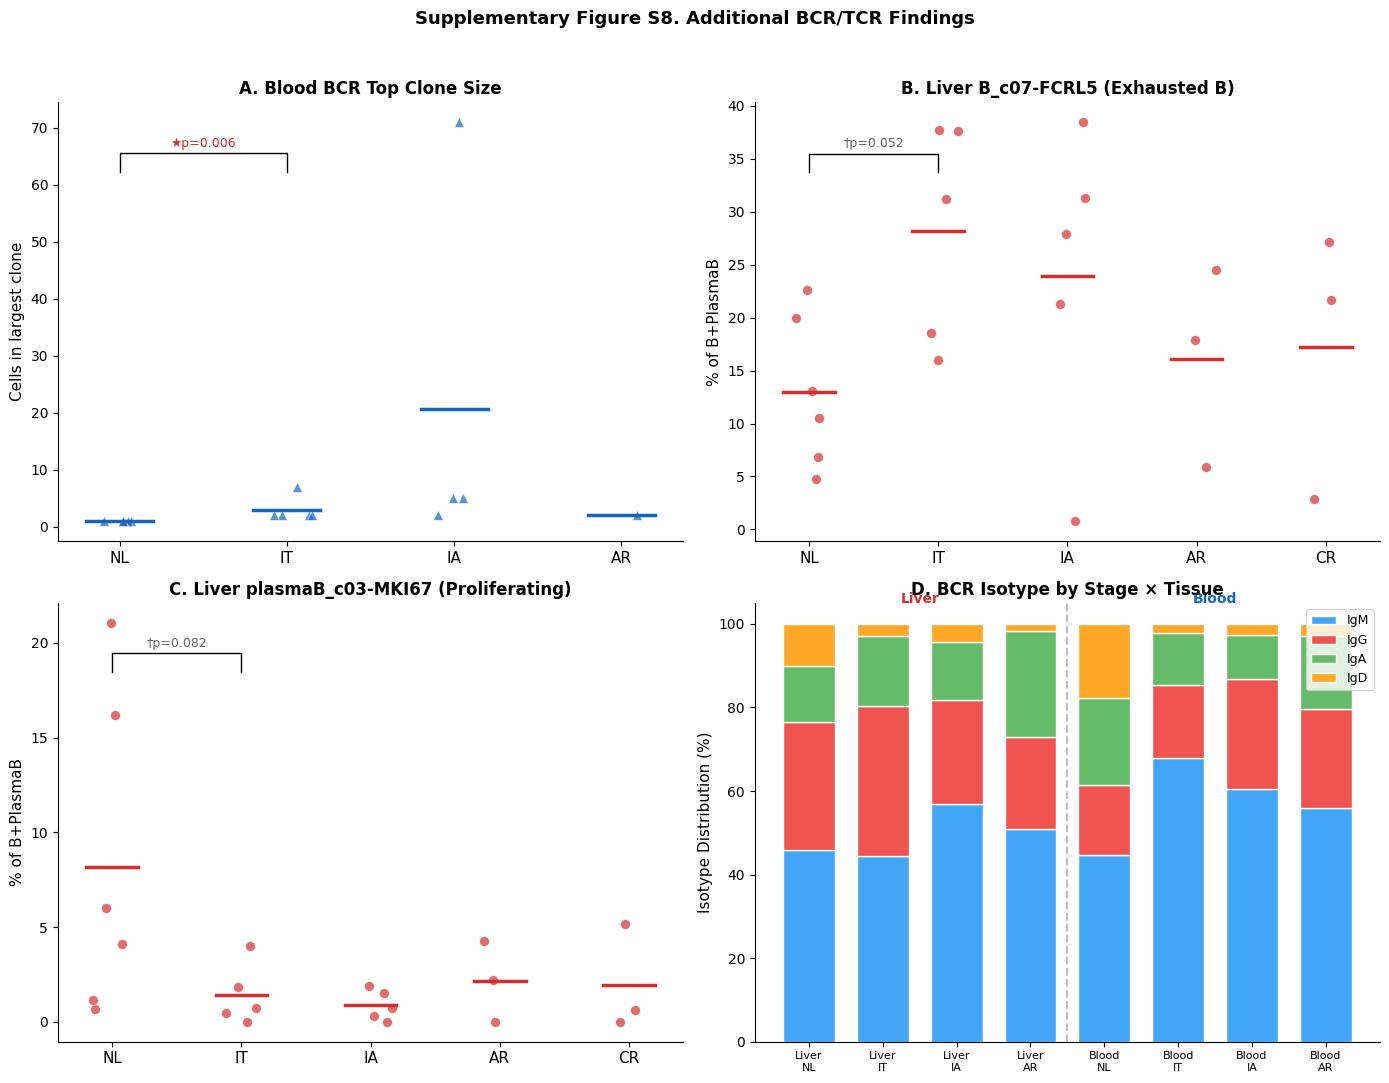 Supplementary Figure S8. Additional BCR/TCR Findings
A. Blood BCR Top Clone Size
Cells in largest clone
70
60
50
40
30
20
10
0
★p=0.006
NL IT IA AR
B. Liver B_c07-FCRL5 (Exhausted B)
% of B+PlasmaB
40
35
30
25
20
15
10
5
0
†p=0.052
NL IT IA AR CR
C. Liver plasmaB_c03-MKI67 (Proliferating)
% of B+PlasmaB
20
15
10
5
0
†p=0.082
NL IT IA AR CR
D. BCR Isotype by Stage × Tissue
Liver Blood
Isotype Distribution (%)
100
80
60
40
20
0
IgM
IgG
IgA
IgD
Liver Liver Liver Liver Blood Blood Blood Blood
NL IT IA AR NL IT IA AR